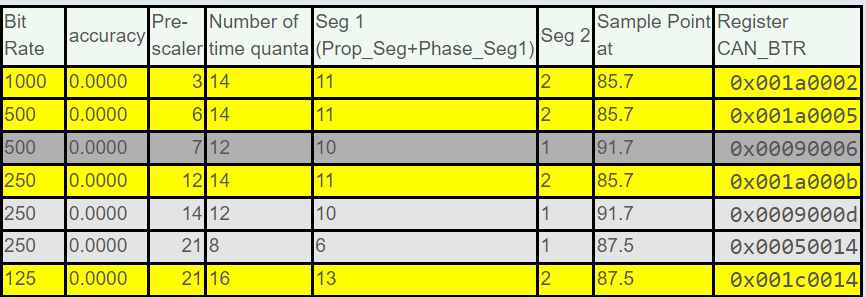 Bit Rate accuracy Pre-scaler Number of time quanta Seg 1 (Prop_Seg+Phase_Seg1) Seg 2 Sample Point at Register CAN_BTR
1000 0.0000 3 14 11 2 85.7 0x001a0002
500 0.0000 6 14 11 2 85.7 0x001a0005
500 0.0000 7 12 10 1 91.7 0x00090006
250 0.0000 12 14 11 2 85.7 0x001a000b
250 0.0000 14 12 10 1 91.7 0x0009000d
250 0.0000 21 8 6 1 87.5 0x00050014
125 0.0000 21 16 13 2 87.5 0x001c0014